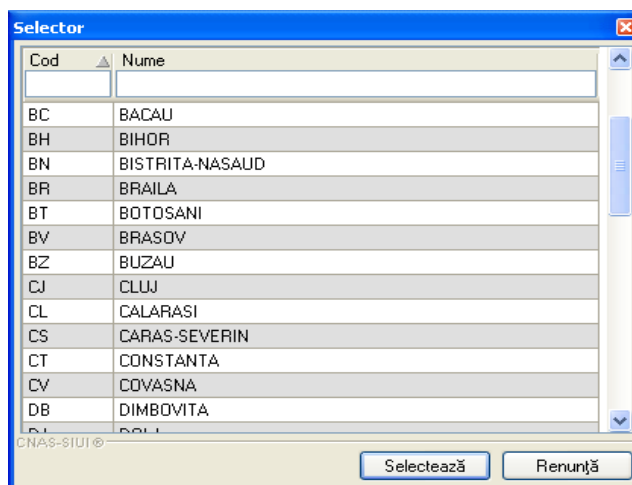 Selector
Cod Nume
BC BACAU
BH BIHOR
BN BISTRITA-NASAUD
BR BRAILA
BT BOTOSANI
BV BRASOV
BZ BUZAU
CJ CLUJ
CL CALARASI
CS CARAS-SEVERIN
CT CONSTANTA
CV COVASNA
DB DIMBOVITA
CNAS-SIUI®
Selectează Renunţă